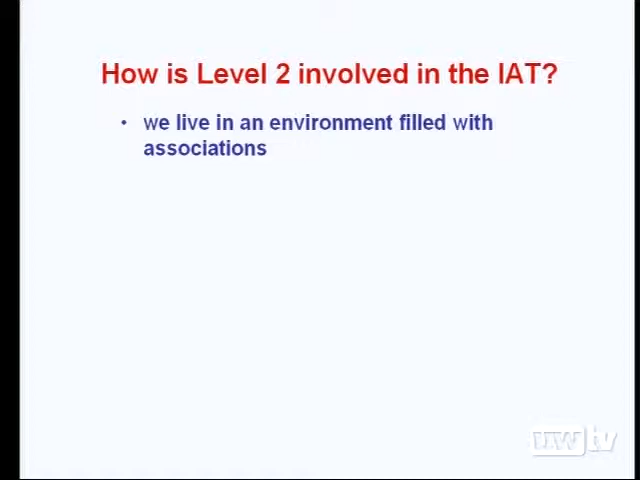 How is Level 2 involved in the IAT?
• we live in an environment filled with
associations
uwtv